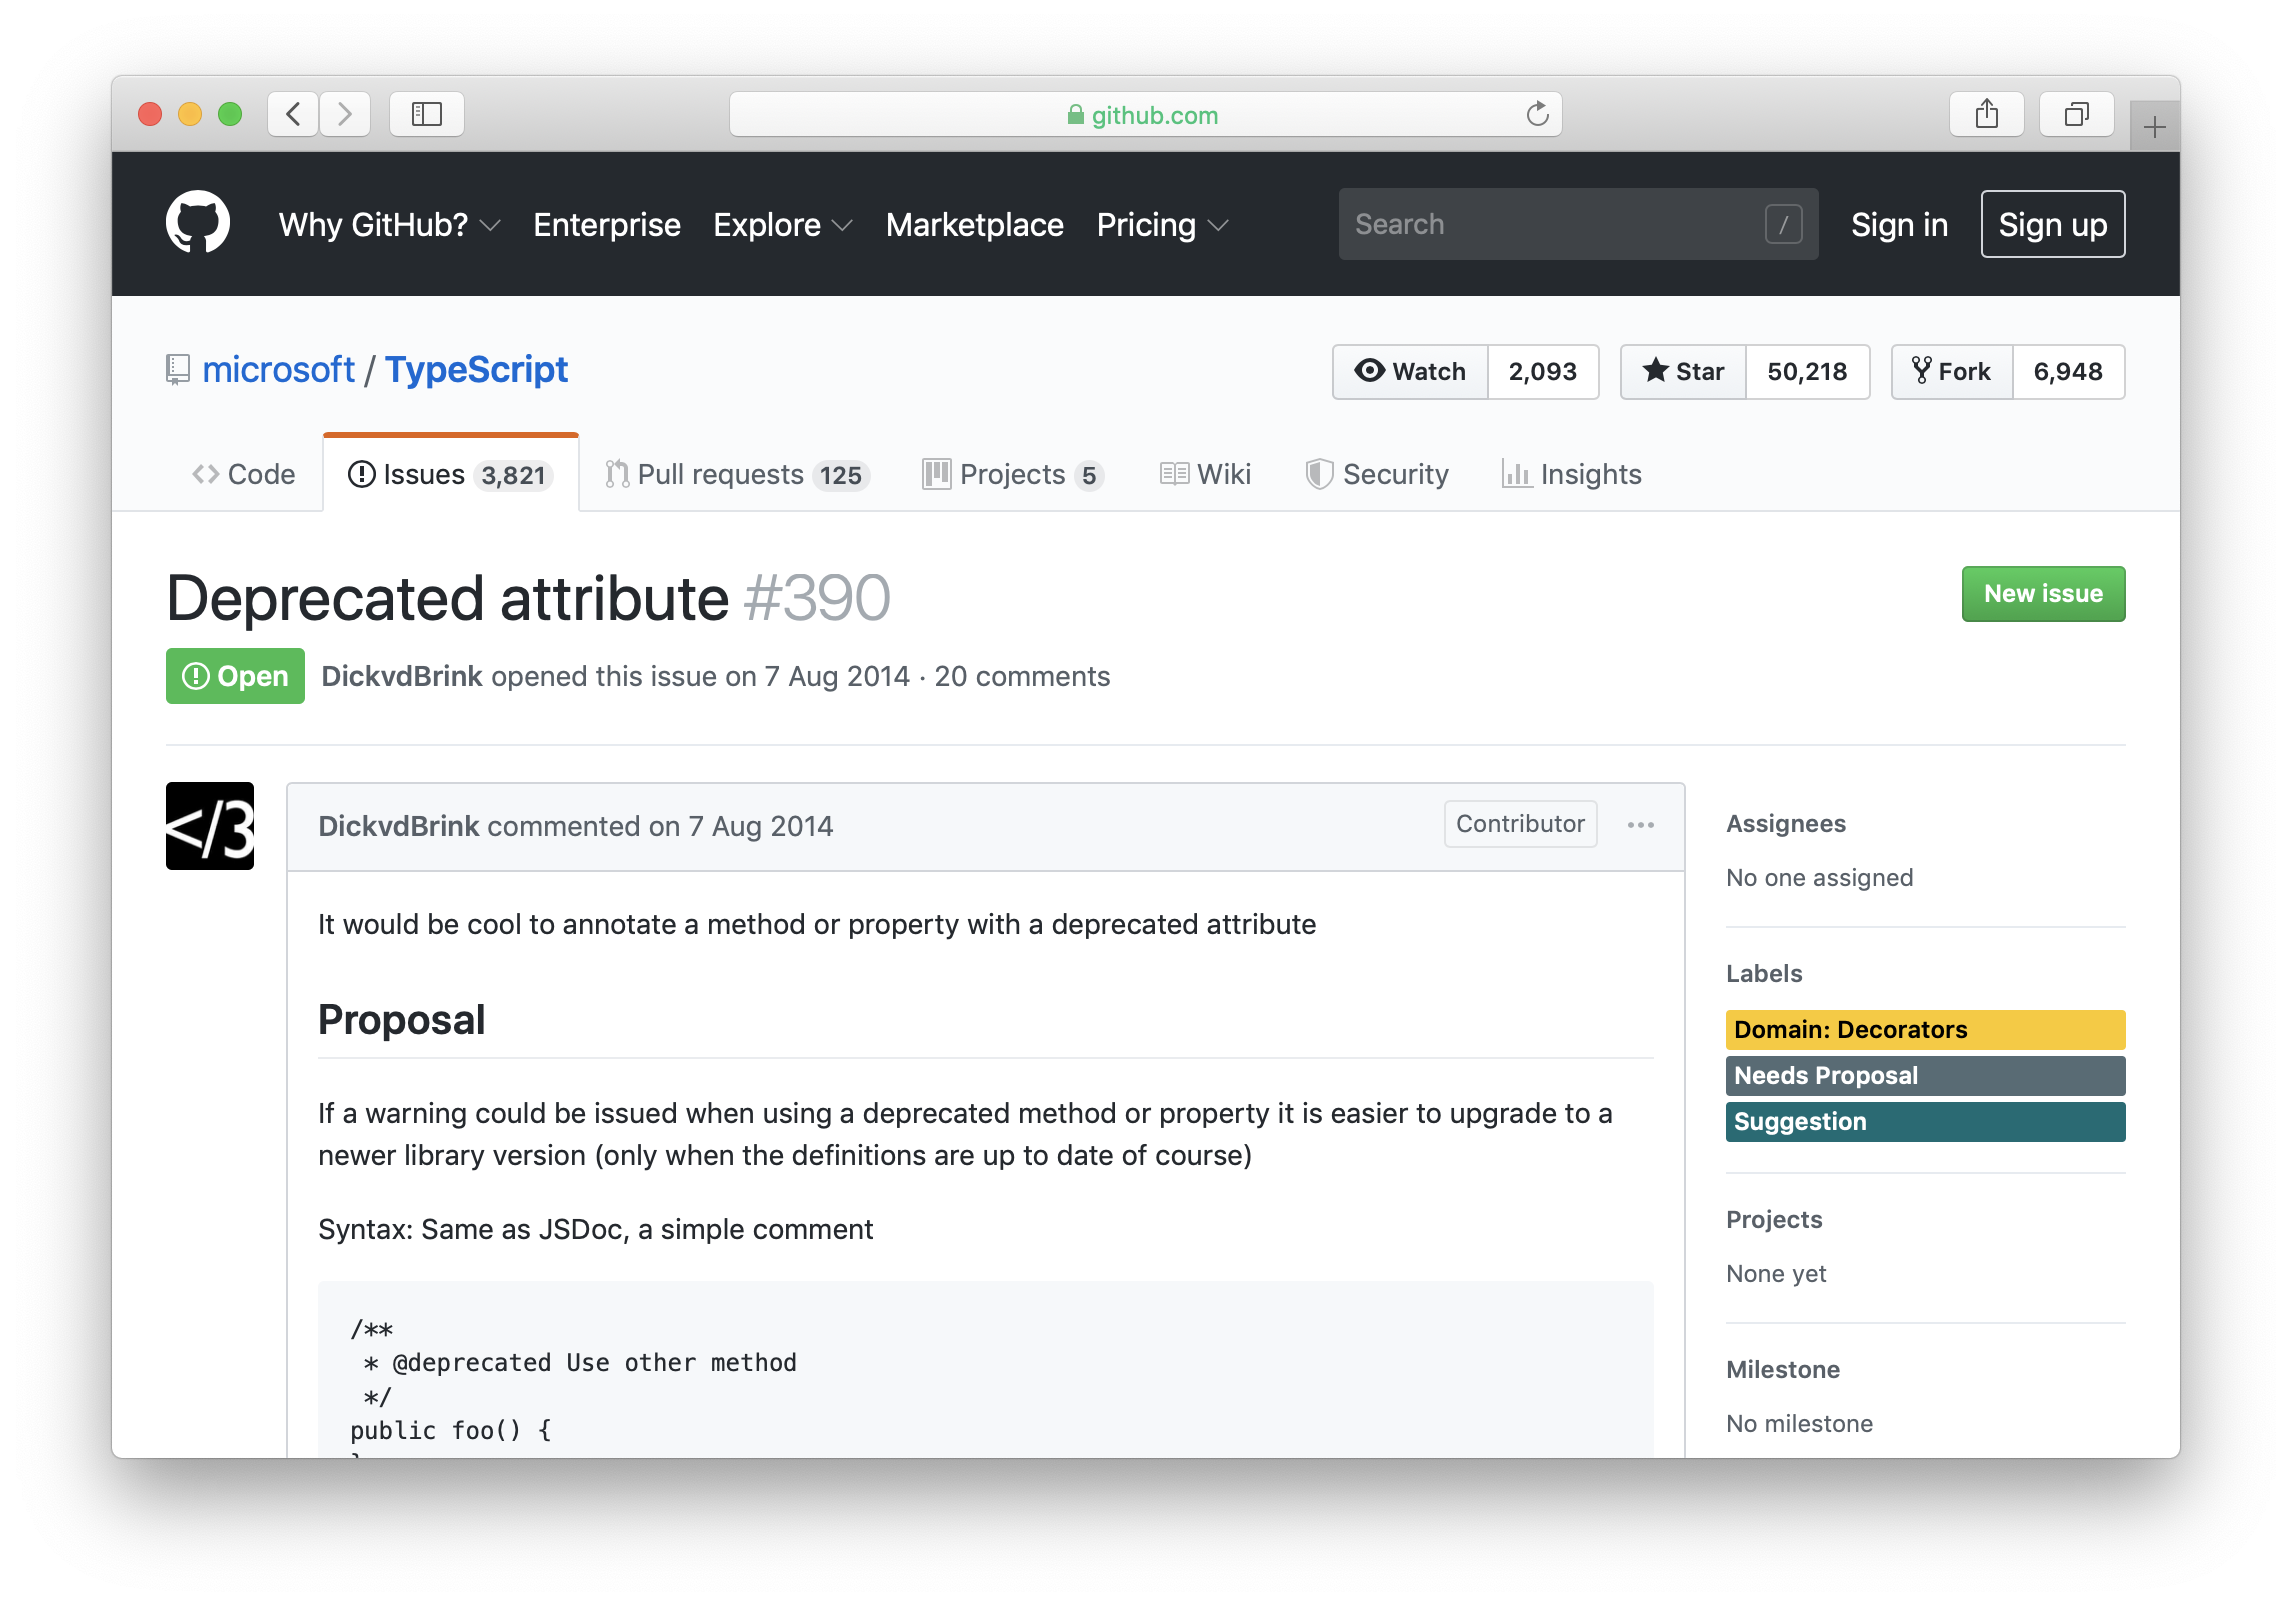 github.com
Why GitHub? Enterprise Explore Marketplace Pricing Search / Sign in Sign up
microsoft / TypeScript Watch 2,093 Star 50,218 Fork 6,948
Code Issues 3,821 Pull requests 125 Projects 5 Wiki Security Insights
Deprecated attribute #390 New issue
Open DickvdBrink opened this issue on 7 Aug 2014 · 20 comments
</3
DickvdBrink commented on 7 Aug 2014 Contributor ...
It would be cool to annotate a method or property with a deprecated attribute
Proposal
If a warning could be issued when using a deprecated method or property it is easier to upgrade to a
newer library version (only when the definitions are up to date of course)
Syntax: Same as JSDoc, a simple comment
/**
 * @deprecated Use other method
 */
public foo() {
Assignees
No one assigned
Labels
Domain: Decorators
Needs Proposal
Suggestion
Projects
None yet
Milestone
No milestone